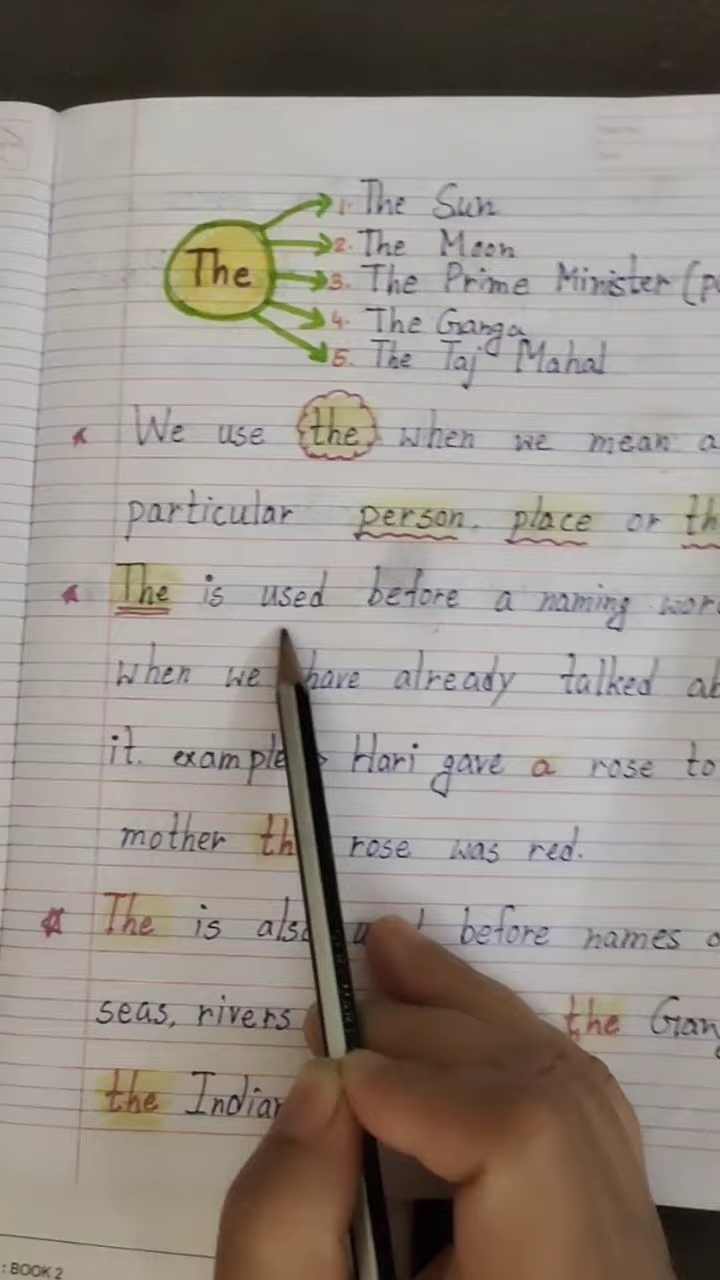 The
1. The Sun
2. The Moon
3. The Prime Minister
4. The Ganga
5. The Taj Mahal
We use the when we mean a
particular person, place or
The is used before a naming
when we have already talked
it. example Hari gave a rose to
mother rose was red.
The is before names
seas, rivers the
the
: BOOK 2